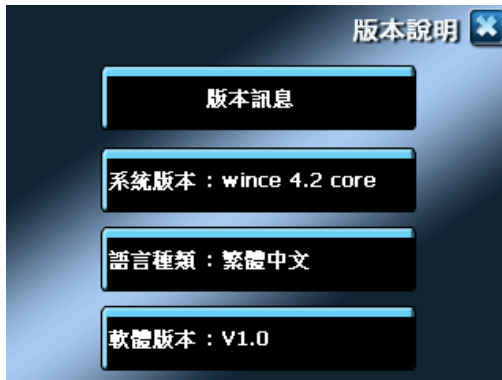 版本說明
版本訊息
系統版本：wince 4.2 core
語言種類：繁體中文
軟體版本：V1.0